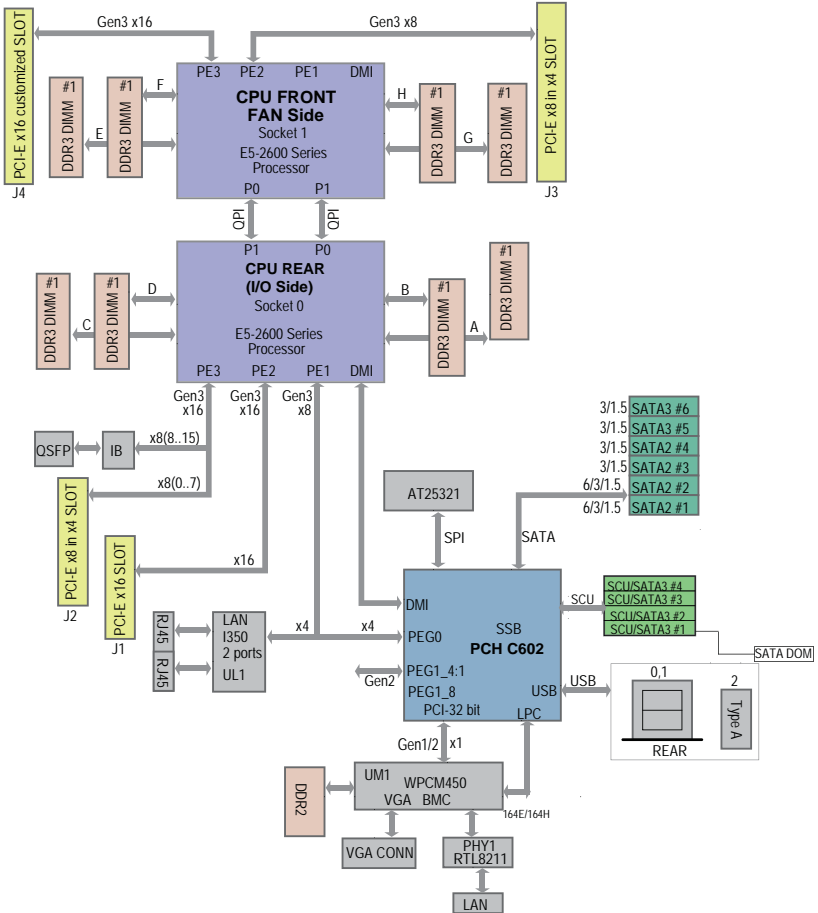 Gen3 x16
Gen3 x8
PCI-E x16 customized SLOT
J4
PCI-E x8 in x4 SLOT
J3
PE3 PE2 PE1 DMI
CPU FRONT
FAN Side
Socket 1
E5-2600 Series
Processor
P0 P1
#1
DDR3 DIMM
#1
DDR3 DIMM
F
E
H
G
#1
DDR3 DIMM
#1
DDR3 DIMM
QPI
QPI
P1 P0
CPU REAR
(I/O Side)
Socket 0
E5-2600 Series
Processor
PE3 PE2 PE1 DMI
#1
DDR3 DIMM
#1
DDR3 DIMM
D
C
B
A
#1
DDR3 DIMM
#1
DDR3 DIMM
Gen3
x16
Gen3
x16
Gen3
x8
QSFP
IB
x8(8..15)
x8(0..7)
PCI-E x8 in x4 SLOT
J2
PCI-E x16 SLOT
J1
x16
3/1.5 SATA3 #6
3/1.5 SATA3 #5
3/1.5 SATA2 #4
3/1.5 SATA2 #3
6/3/1.5 SATA2 #2
6/3/1.5 SATA2 #1
AT25321
SPI
SATA
RJ45
RJ45
LAN
I350
2 ports
UL1
x4
x4
DMI
SSB
PCH C602
PEG0
PEG1_4:1
PEG1_8
PCI-32 bit
USB
LPC
Gen2
SCU
SCU/SATA3 #4
SCU/SATA3 #3
SCU/SATA3 #2
SCU/SATA3 #1
SATA DOM
USB
0,1
REAR
2
Type A
Gen1/2
x1
UM1
WPCM450
VGA BMC
DDR2
164E/164H
VGA CONN
PHY1
RTL8211
LAN